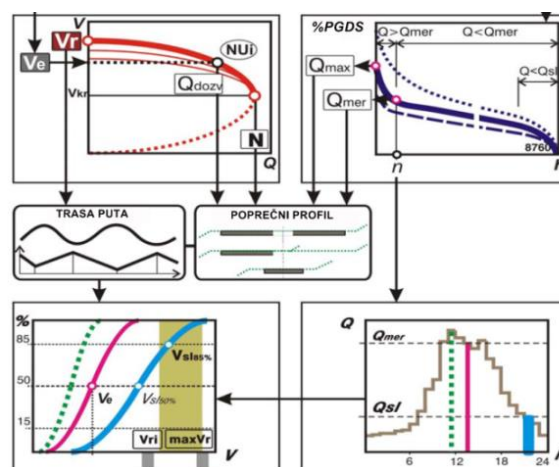 V
Vr
Ve
NUi
Qdozv
Vkr
N
Q
%PGDS
Q>Qmer
Q<Qmer
Qmax
Q<Qsl
Qmer
8760
n
TRASA PUTA
POPREČNI PROFIL
%
85
50
15
Vsl85%
Ve
Vsl50%
Vri
maxVr
V
Q
Qmer
Qsl
6
12
18
24